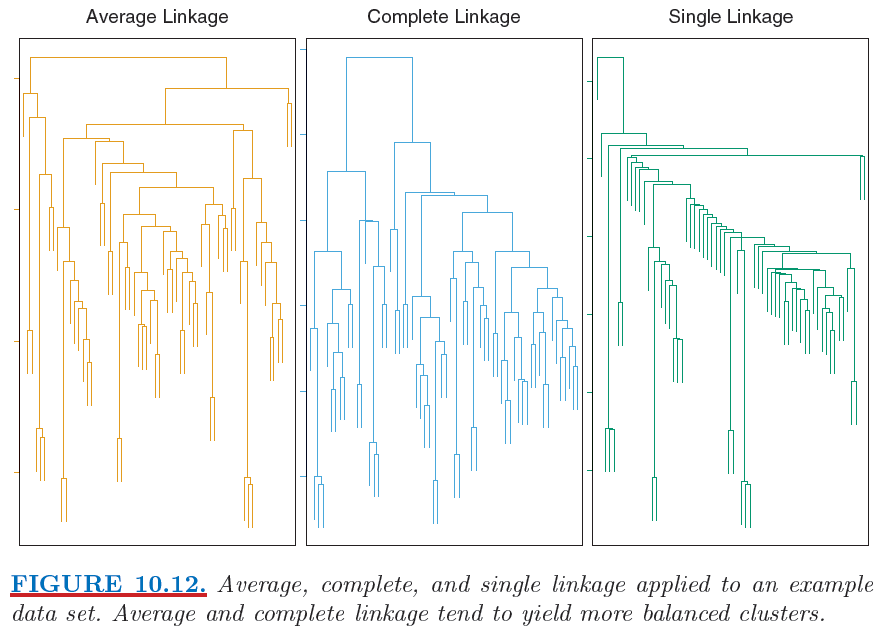 Average Linkage
Complete Linkage
Single Linkage
FIGURE 10.12. Average, complete, and single linkage applied to an example
data set. Average and complete linkage tend to yield more balanced clusters.